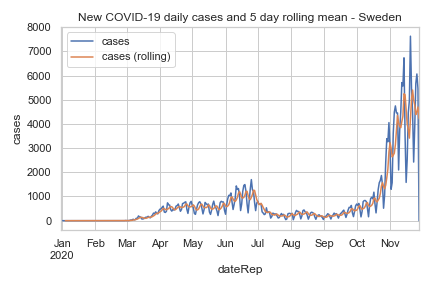 New COVID-19 daily cases and 5 day rolling mean - Sweden
8000
7000
6000
5000
4000
3000
2000
1000
0
cases
cases
cases (rolling)
Jan Feb Mar Apr May Jun Jul Aug Sep Oct Nov
2020
dateRep